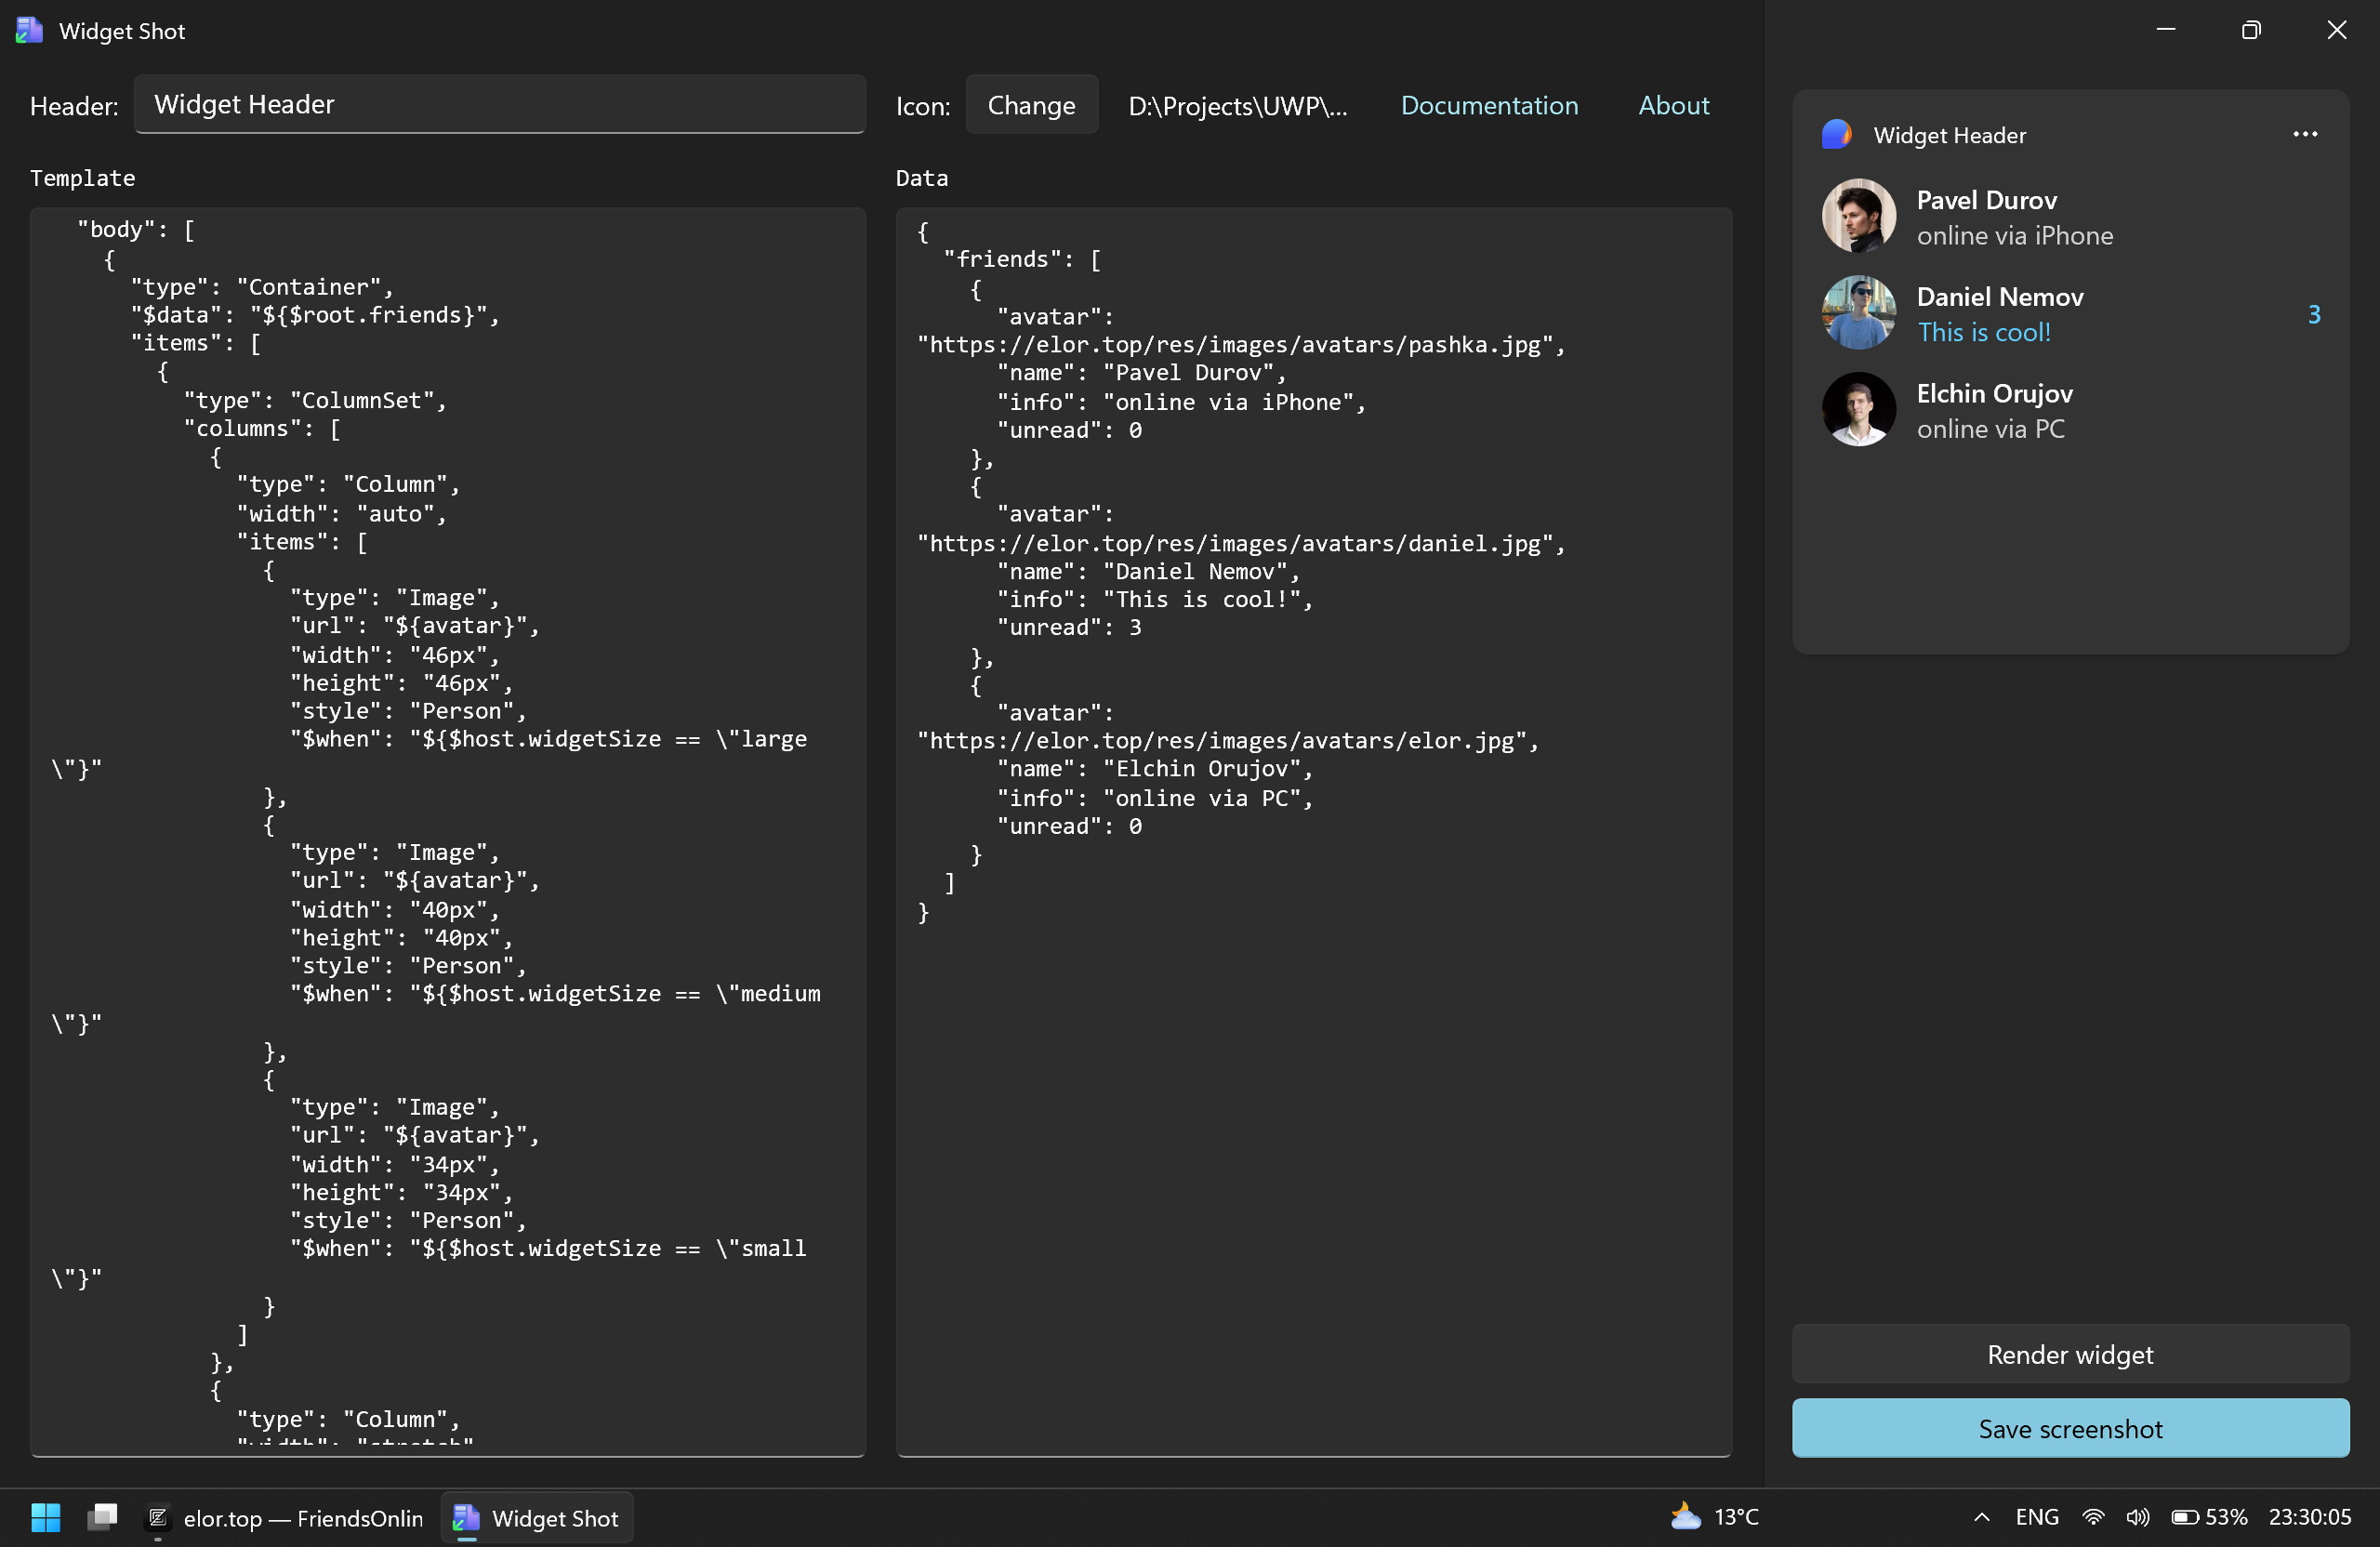 Widget Shot
Header: Widget Header
Icon: Change D:\Projects\UWP\... Documentation About
Template
"body": [
{
"type": "Container",
"$data": "${$root.friends}",
"items": [
{
"type": "ColumnSet",
"columns": [
{
"type": "Column",
"width": "auto",
"items": [
{
"type": "Image",
"url": "${avatar}",
"width": "46px",
"height": "46px",
"style": "Person",
"$when": "${$host.widgetSize == \"large
\"}"
},
{
"type": "Image",
"url": "${avatar}",
"width": "40px",
"height": "40px",
"style": "Person",
"$when": "${$host.widgetSize == \"medium
\"}"
},
{
"type": "Image",
"url": "${avatar}",
"width": "34px",
"height": "34px",
"style": "Person",
"$when": "${$host.widgetSize == \"small
\"}"
}
]
},
{
"type": "Column",
"width": "stretch"
Data
{
"friends": [
{
"avatar":
"https://elor.top/res/images/avatars/pashka.jpg",
"name": "Pavel Durov",
"info": "online via iPhone",
"unread": 0
},
{
"avatar":
"https://elor.top/res/images/avatars/daniel.jpg",
"name": "Daniel Nemov",
"info": "This is cool!",
"unread": 3
},
{
"avatar":
"https://elor.top/res/images/avatars/elor.jpg",
"name": "Elchin Orujov",
"info": "online via PC",
"unread": 0
}
]
}
Widget Header
Pavel Durov
online via iPhone
Daniel Nemov
This is cool!
3
Elchin Orujov
online via PC
Render widget
Save screenshot
elor.top — FriendsOnlin
Widget Shot
13°C
ENG
53%
23:30:05